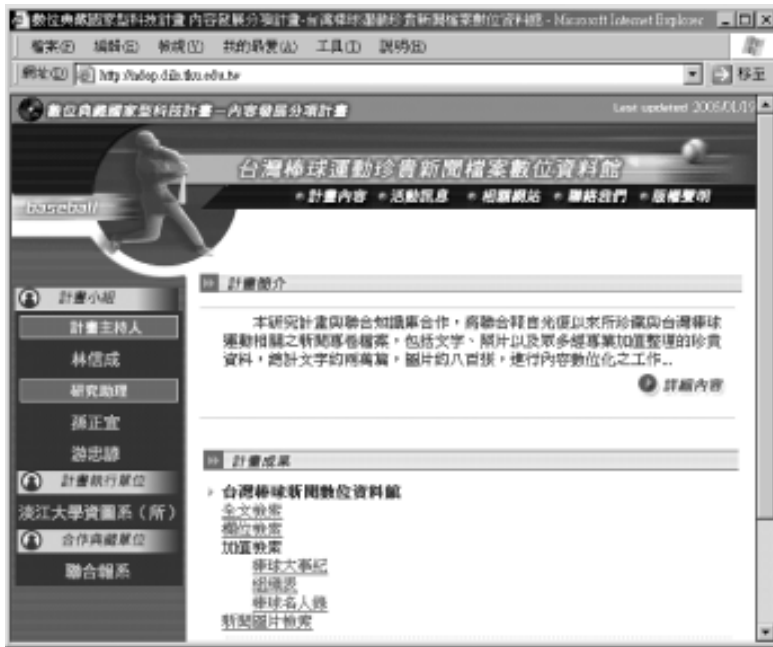 數位典藏國家型科技計畫 內容發展分項計畫-台灣棒球運動珍貴新聞檔案數位資料館 - Microsoft Internet Explorer
檔案(F) 編輯(E) 檢視(V) 我的最愛(A) 工具(T) 說明(H)
網址(D) http://ndap.dils.tku.edu.tw 移至
數位典藏國家型科技計畫－內容發展分項計畫 Last updated 2005/01/19
台灣棒球運動珍貴新聞檔案數位資料館
計畫內容 活動訊息 相關網站 聯絡我們 版權聲明
baseball
計畫簡介
本研究計畫與聯合知識庫合作，將聯合報自光復以來所珍藏與台灣棒球
運動相關之新聞專卷檔案，包括文字、照片以及眾多經專業加值整理的珍貴
資料，總計文字約兩萬篇，圖片約八百張，進行內容數位化之工作...
詳細內容
計畫小組
計畫主持人
林信成
研究助理
孫正宜
游忠諺
計畫執行單位
淡江大學資圖系（所）
合作典藏單位
聯合報系
計畫成果
台灣棒球新聞數位資料館
全文檢索
欄位檢索
加值檢索
棒球大事紀
組織表
棒球名人錄
新聞圖片檢索